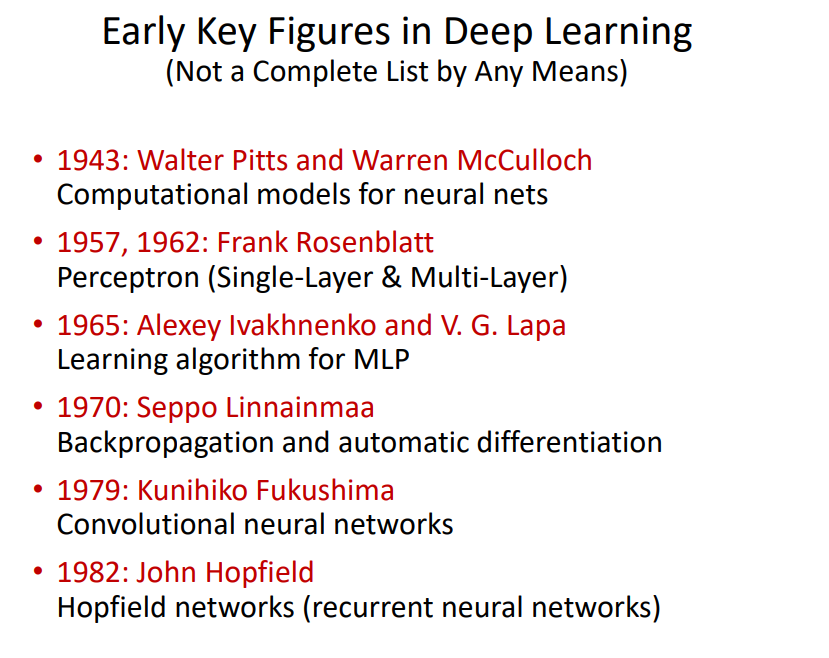 Early Key Figures in Deep Learning
(Not a Complete List by Any Means)
• 1943: Walter Pitts and Warren McCulloch
Computational models for neural nets
• 1957, 1962: Frank Rosenblatt
Perceptron (Single-Layer & Multi-Layer)
• 1965: Alexey Ivakhnenko and V. G. Lapa
Learning algorithm for MLP
• 1970: Seppo Linnainmaa
Backpropagation and automatic differentiation
• 1979: Kunihiko Fukushima
Convolutional neural networks
• 1982: John Hopfield
Hopfield networks (recurrent neural networks)